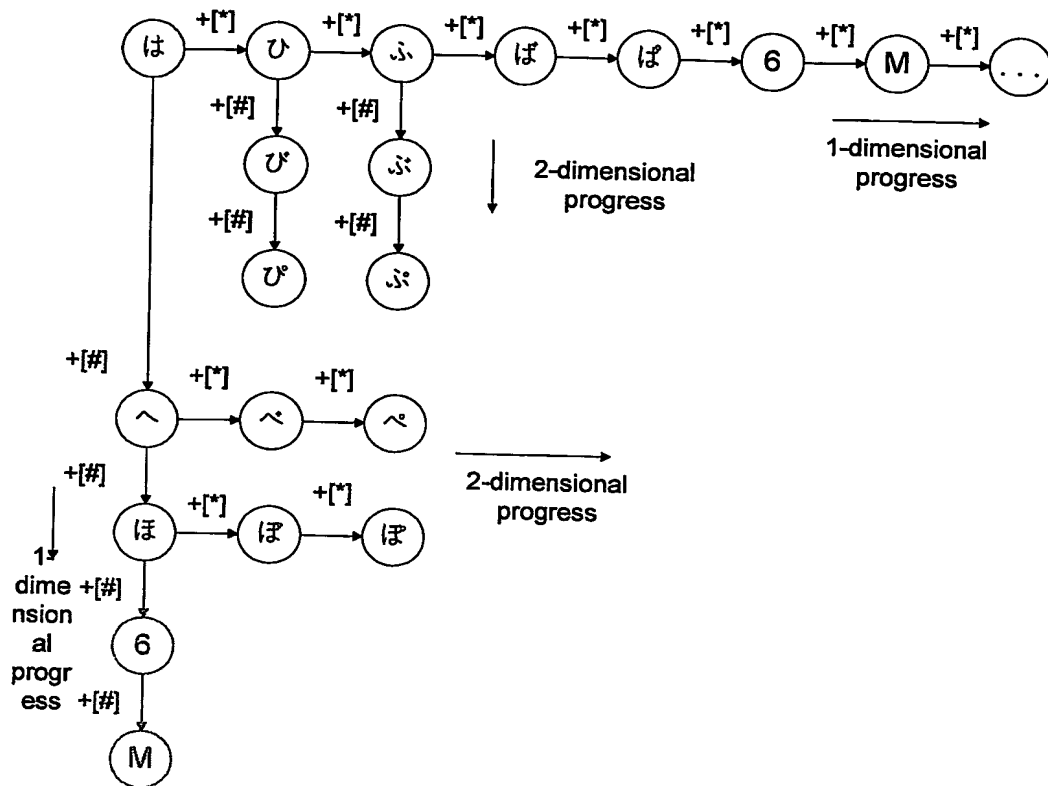 +[*] +[*] +[*] +[*] +[*] +[*] +[*]
は ひ ふ ば ぱ 6 M ...
+[#] +[#]
1-dimensional
progress
び ぶ
2-dimensional
progress
+[#] +[#]
ぴ ぷ
+[#] +[*] +[*]
へ べ ぺ
+[#]
2-dimensional
progress
+[*] +[*]
ほ ぼ ぽ
1-
dime
nsion
al
progr
ess
+[#]
6
+[#]
M